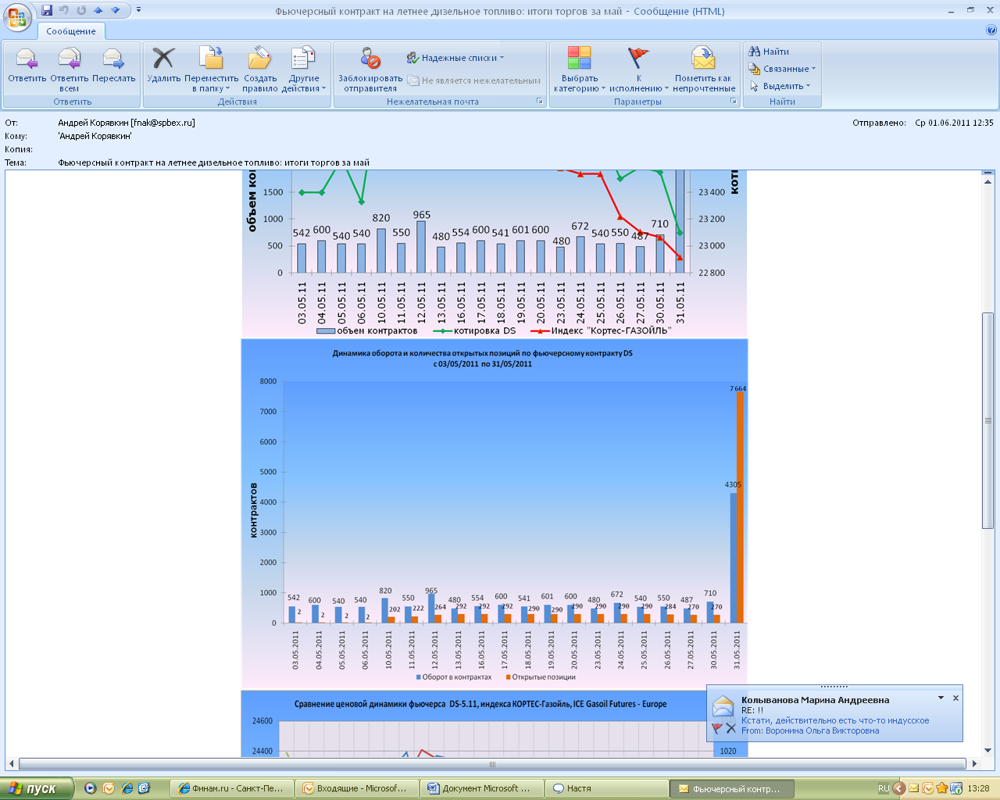 Фьючерсный контракт на летнее дизельное топливо: итоги торгов за май - Сообщение (HTML)
Сообщение
Ответить
Ответить всем
Переслать
Ответить
Удалить
Переместить в папку
Создать правило
Другие действия
Действия
Заблокировать отправителя
Надежные списки
Не является нежелательным
Нежелательная почта
Выбрать категорию
К исполнению
Пометить как непрочтенные
Параметры
Найти
Связанные
Выделить
Найти
От: Андрей Корявкин [fnak@spbex.ru]
Отправлено: Ср 01.06.2011 12:35
Кому: 'Андрей Корявкин'
Копия:
Тема: Фьючерсный контракт на летнее дизельное топливо: итоги торгов за май
объем кон
коти
1500
1000
500
0
23 400
23 200
23 000
22 800
542 600 540 540 820 550 965 480 554 600 541 601 600 480 672 540 550 487 710
03.05.11 04.05.11 05.05.11 06.05.11 10.05.11 11.05.11 12.05.11 13.05.11 16.05.11 17.05.11 18.05.11 19.05.11 20.05.11 23.05.11 24.05.11 25.05.11 26.05.11 27.05.11 30.05.11 31.05.11
объем контрактов котировка DS Индекс "Кортес-ГАЗОЙЛЬ"
Динамика оборота и количества открытых позиций по фьючерсному контракту DS
с 03/05/2011 по 31/05/2011
контрактов
8000
7000
6000
5000
4000
3000
2000
1000
0
542 600 540 540 820 550 965 480 554 600 541 601 600 480 672 540 550 487 710 4305
2 2 2 2 202 222 264 292 292 292 290 290 290 290 290 290 284 270 270 7 664
03.05.2011 04.05.2011 05.05.2011 06.05.2011 10.05.2011 11.05.2011 12.05.2011 13.05.2011 16.05.2011 17.05.2011 18.05.2011 19.05.2011 20.05.2011 23.05.2011 24.05.2011 25.05.2011 26.05.2011 27.05.2011 30.05.2011 31.05.2011
Оборот в контрактах Открытые позиции
Сравнение ценовой динамики фьючерса DS-5.11, индекса КОРТЕС-Газойль, ICE Gasoil Futures - Europe
24600
24400
1020
Колыванова Марина Андреевна
RE: !!
Кстати, действительно есть что-то индусское
From: Воронина Ольга Викторовна
пуск
Финам.ru - Санкт-Пе...
Входящие - Microsof...
Документ Microsoft ...
Настя
Фьючерсный контр...
RU
13:28